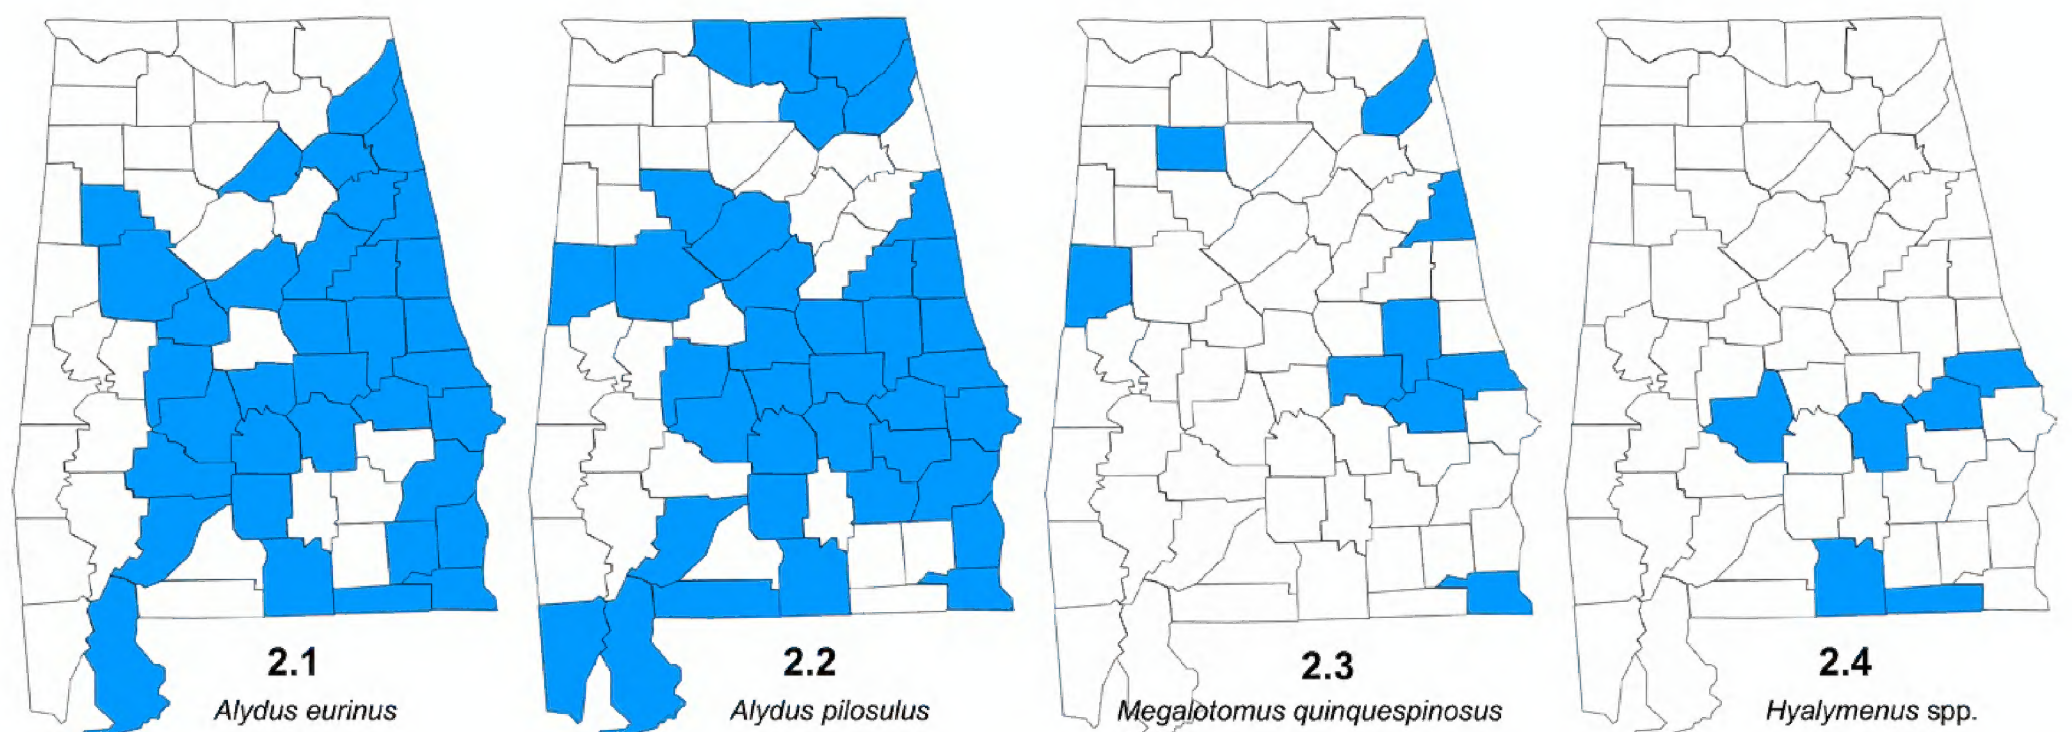 2.1
Alydus eurinus
2.2
Alydus pilosulus
2.3
Megalotomus quinquespinosus
2.4
Hyalymenus spp.